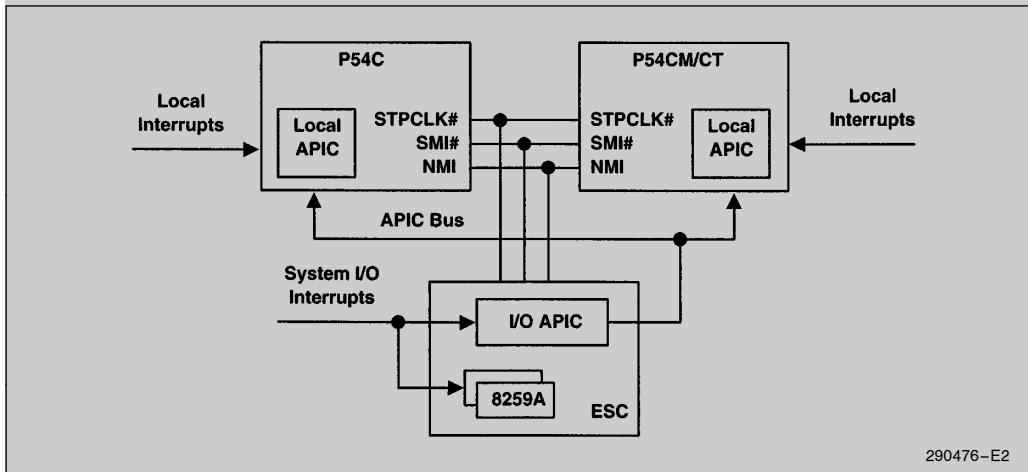 P54C
P54CM/CT
Local
Interrupts
Local
APIC
STPCLK#
SMI#
NMI
STPCLK#
SMI#
NMI
Local
APIC
Local
Interrupts
APIC Bus
System I/O
Interrupts
I/O APIC
8259A
ESC
290476–E2